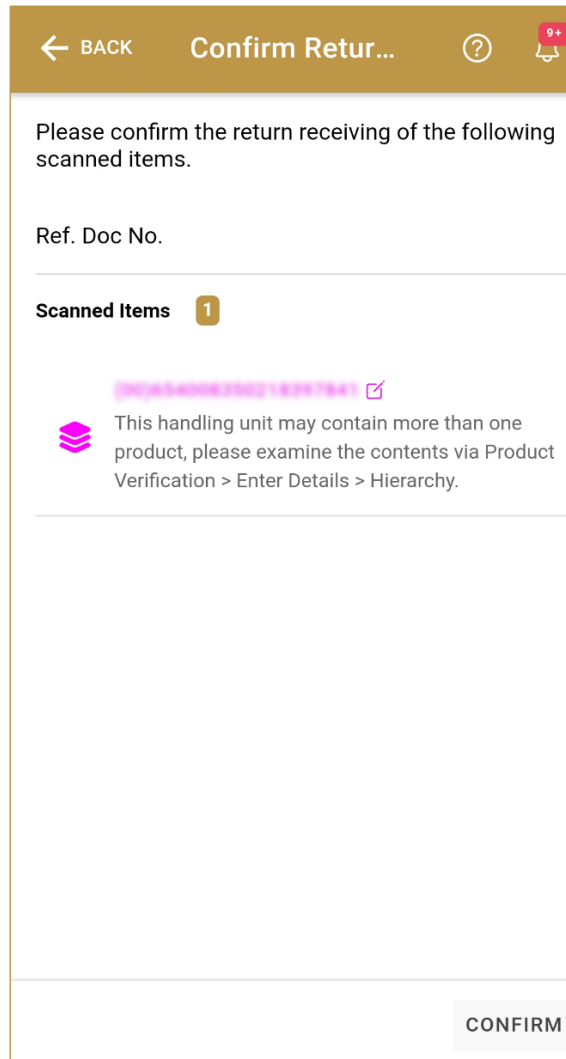 BACK Confirm Retur... 9+
Please confirm the return receiving of the following
scanned items.
Ref. Doc No.
Scanned Items 1
This handling unit may contain more than one
product, please examine the contents via Product
Verification > Enter Details > Hierarchy.
CONFIRM